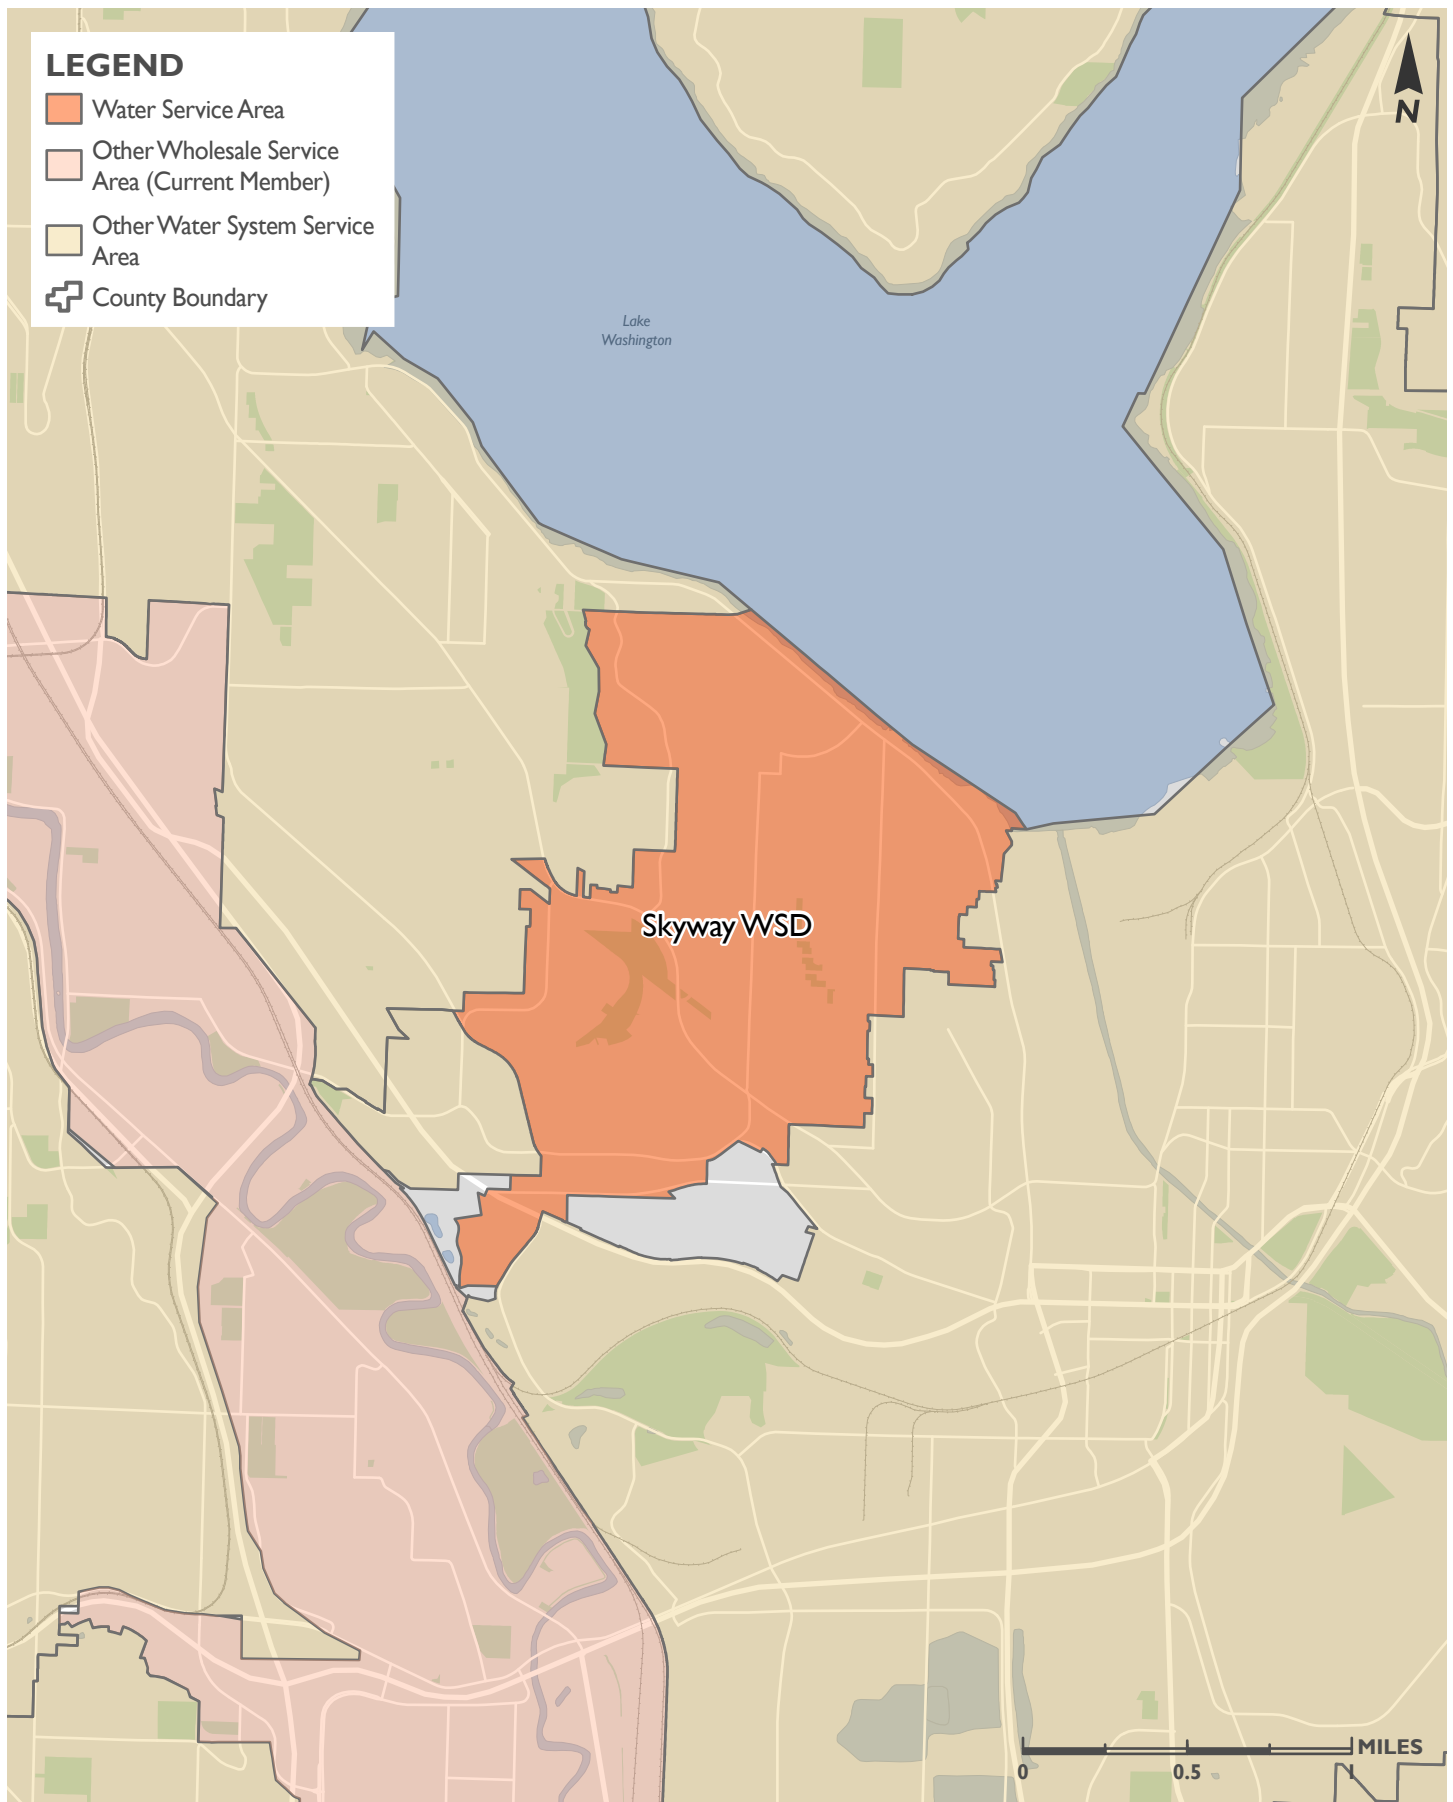 LEGEND
Water Service Area
Other Wholesale Service
Area (Current Member)
Other Water System Service
Area
County Boundary
N
Lake
Washington
Skyway WSD
MILES
0 0.5 1